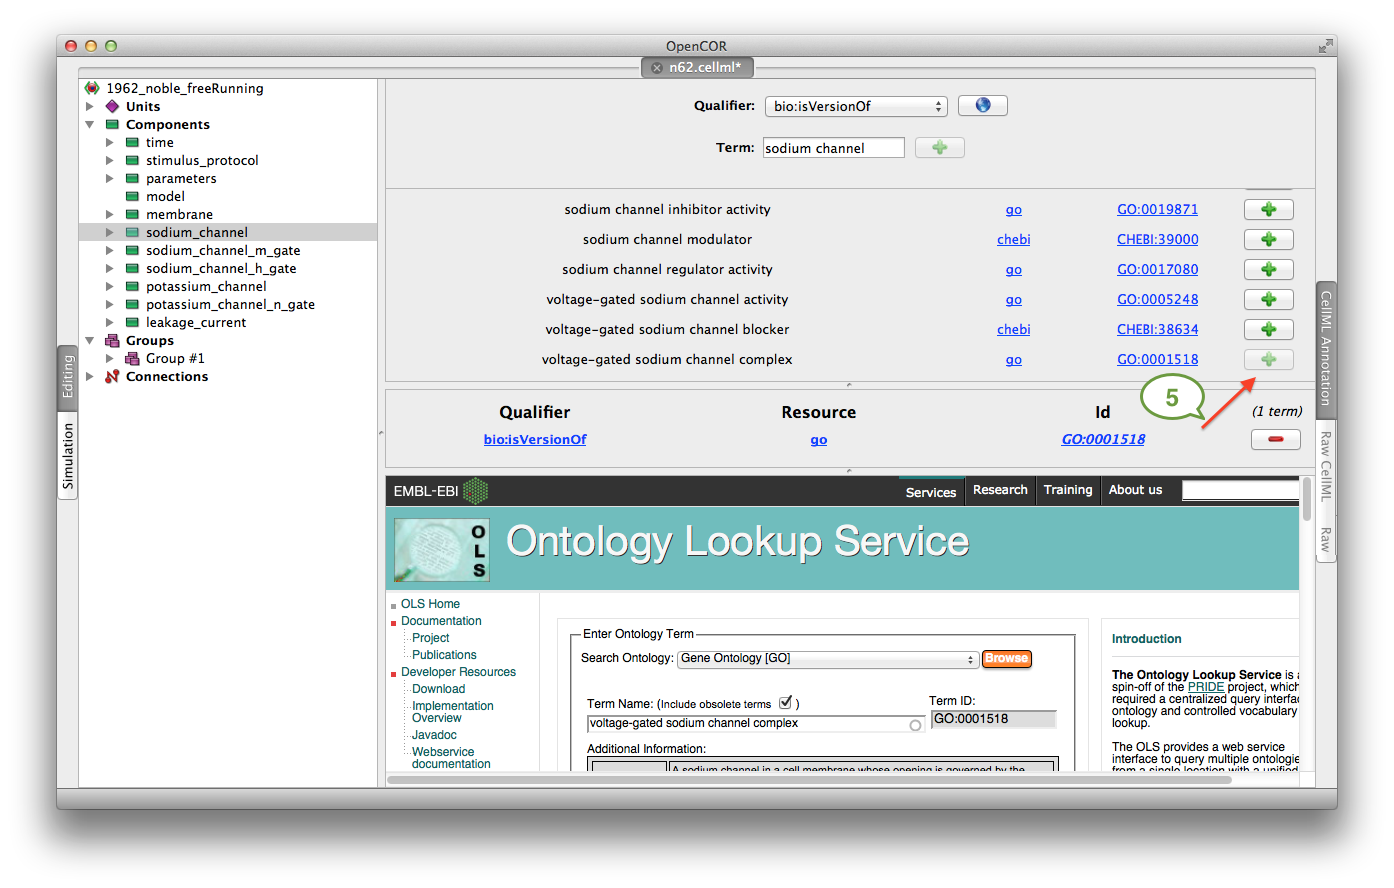 OpenCOR
n62.cellml*
1962_noble_freeRunning
Units
Components
time
stimulus_protocol
parameters
model
membrane
sodium_channel
sodium_channel_m_gate
sodium_channel_h_gate
potassium_channel
potassium_channel_n_gate
leakage_current
Groups
Group #1
Connections
Editing
Simulation
Qualifier: bio:isVersionOf
Term: sodium channel
sodium channel inhibitor activity go GO:0019871
sodium channel modulator chebi CHEBI:39000
sodium channel regulator activity go GO:0017080
voltage-gated sodium channel activity go GO:0005248
voltage-gated sodium channel blocker chebi CHEBI:38634
voltage-gated sodium channel complex go GO:0001518
5
Qualifier Resource Id (1 term)
bio:isVersionOf go GO:0001518
CellML Annotation
Raw CellML
Raw
EMBL-EBI Services Research Training About us
OLS
Ontology Lookup Service
OLS Home
Documentation
Project
Publications
Developer Resources
Download
Implementation
Overview
Javadoc
Webservice
documentation
Enter Ontology Term
Search Ontology: Gene Ontology [GO] Browse
Term Name: (Include obsolete terms )
Term ID:
voltage-gated sodium channel complex
GO:0001518
Additional Information:
A sodium channel in a cell membrane whose opening is governed by the
Introduction
The Ontology Lookup Service is a
spin-off of the PRIDE project, which
required a centralized query interfac
ontology and controlled vocabulary
lookup.
The OLS provides a web service
interface to query multiple ontologie
from a single location with a unified